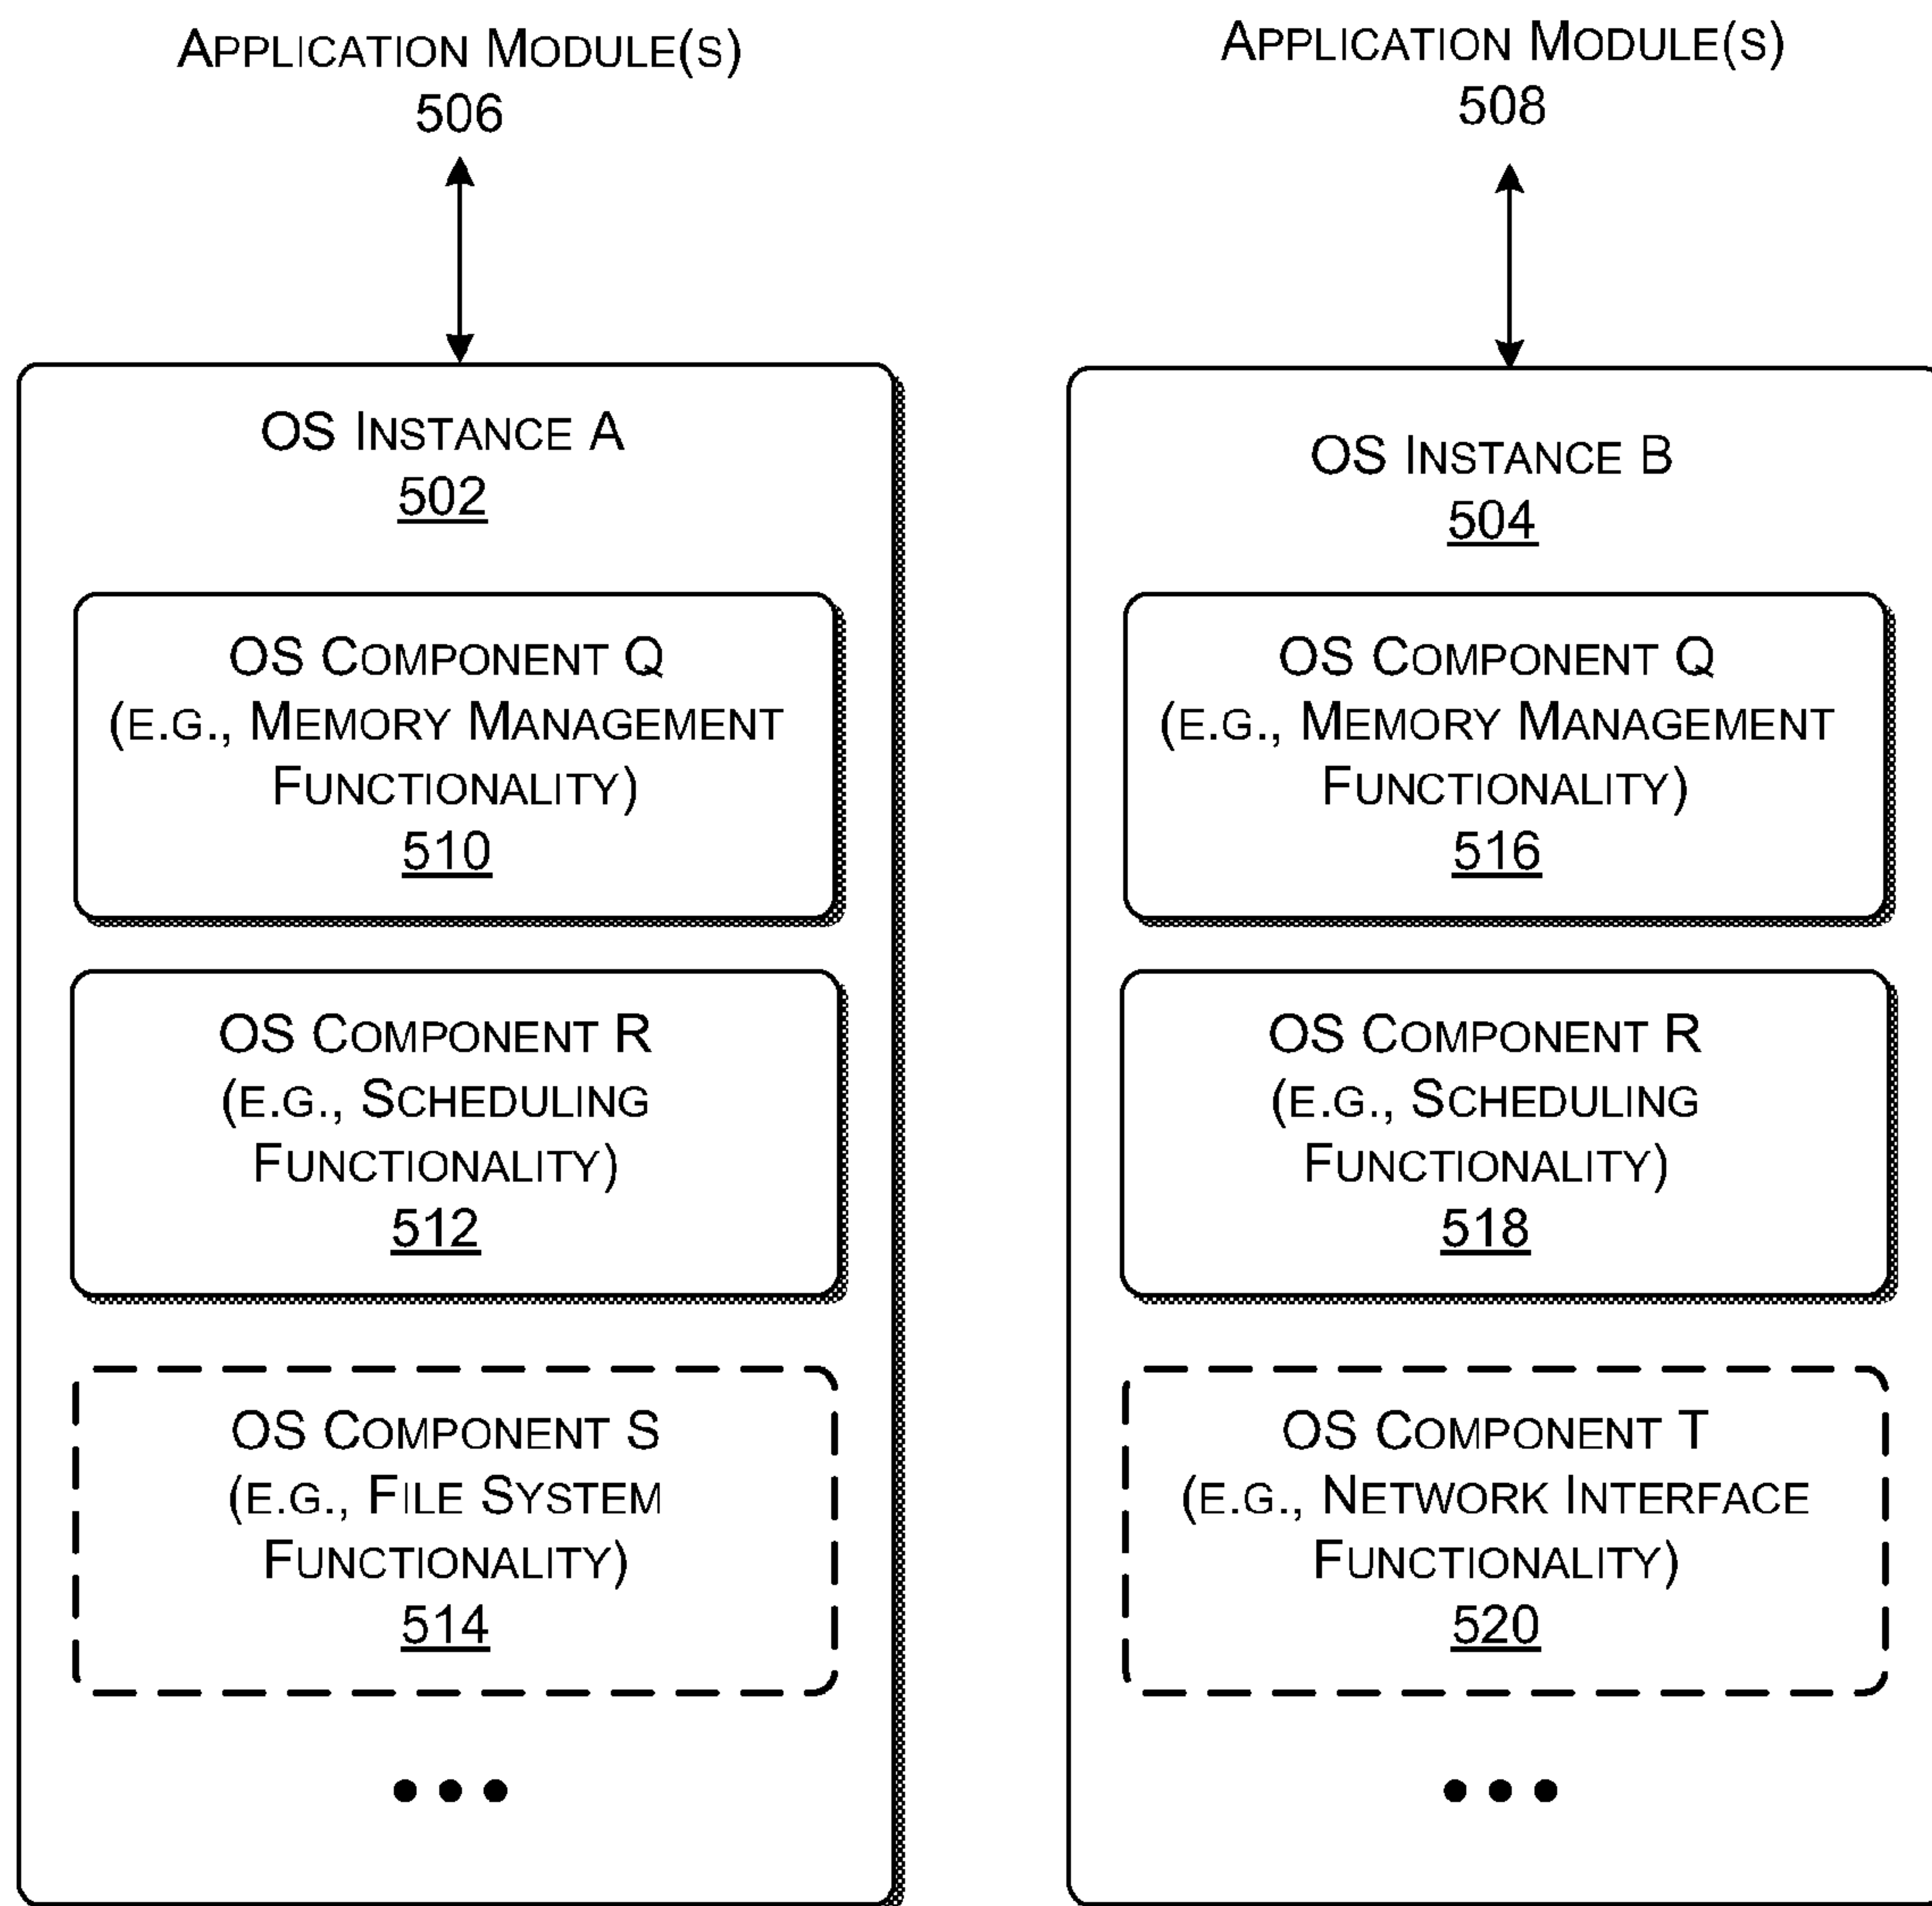 APPLICATION MODULE(S)
506
OS INSTANCE A
502
OS COMPONENT Q
(E.G., MEMORY MANAGEMENT
FUNCTIONALITY)
510
OS COMPONENT R
(E.G., SCHEDULING
FUNCTIONALITY)
512
OS COMPONENT S
(E.G., FILE SYSTEM
FUNCTIONALITY)
514
APPLICATION MODULE(S)
508
OS INSTANCE B
504
OS COMPONENT Q
(E.G., MEMORY MANAGEMENT
FUNCTIONALITY)
516
OS COMPONENT R
(E.G., SCHEDULING
FUNCTIONALITY)
518
OS COMPONENT T
(E.G., NETWORK INTERFACE
FUNCTIONALITY)
520